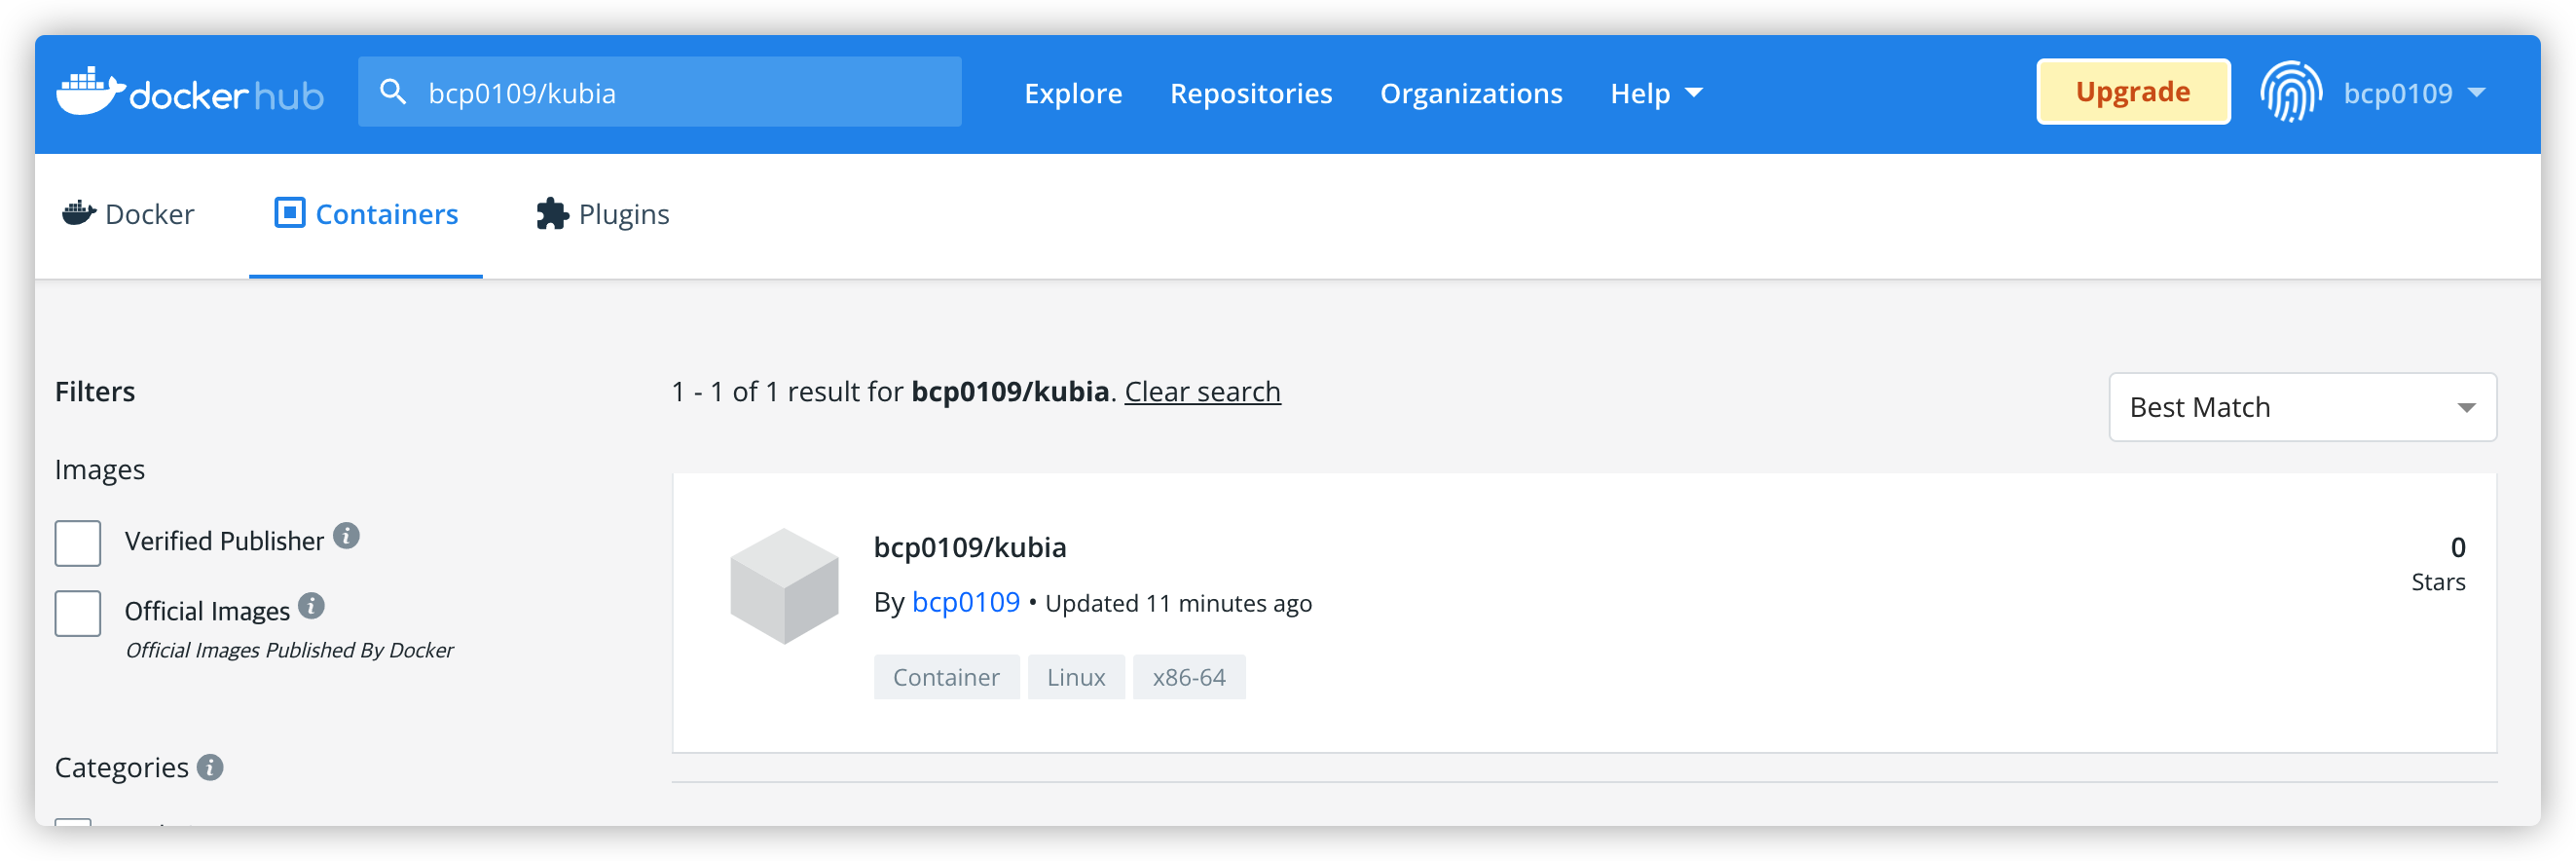 docker hub
bcp0109/kubia
Explore
Repositories
Organizations
Help
Upgrade
bcp0109
Docker
Containers
Plugins
Filters
1 - 1 of 1 result for bcp0109/kubia. Clear search
Best Match
Images
Verified Publisher
Official Images
Official Images Published By Docker
Categories
bcp0109/kubia
By bcp0109 • Updated 11 minutes ago
Container
Linux
x86-64
0
Stars